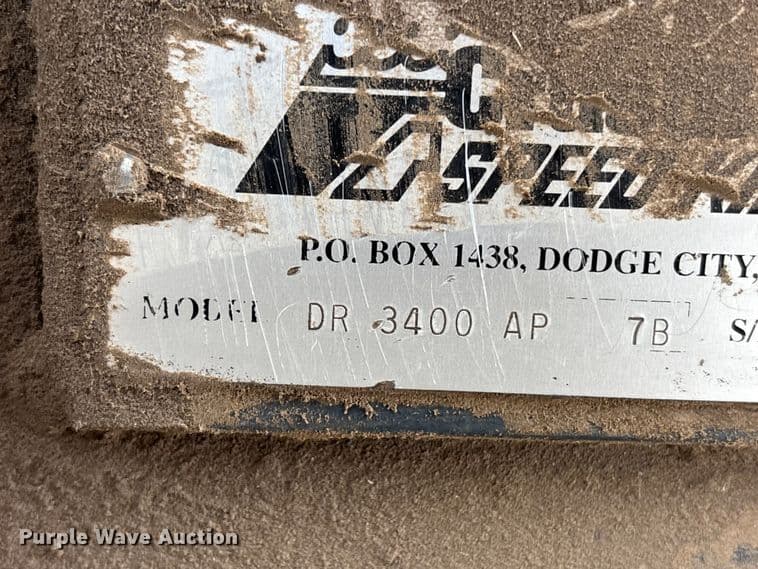 SPEED
P.O. BOX 1438, DODGE CITY,
MODEL DR 3400 AP 7B S/
Purple Wave Auction